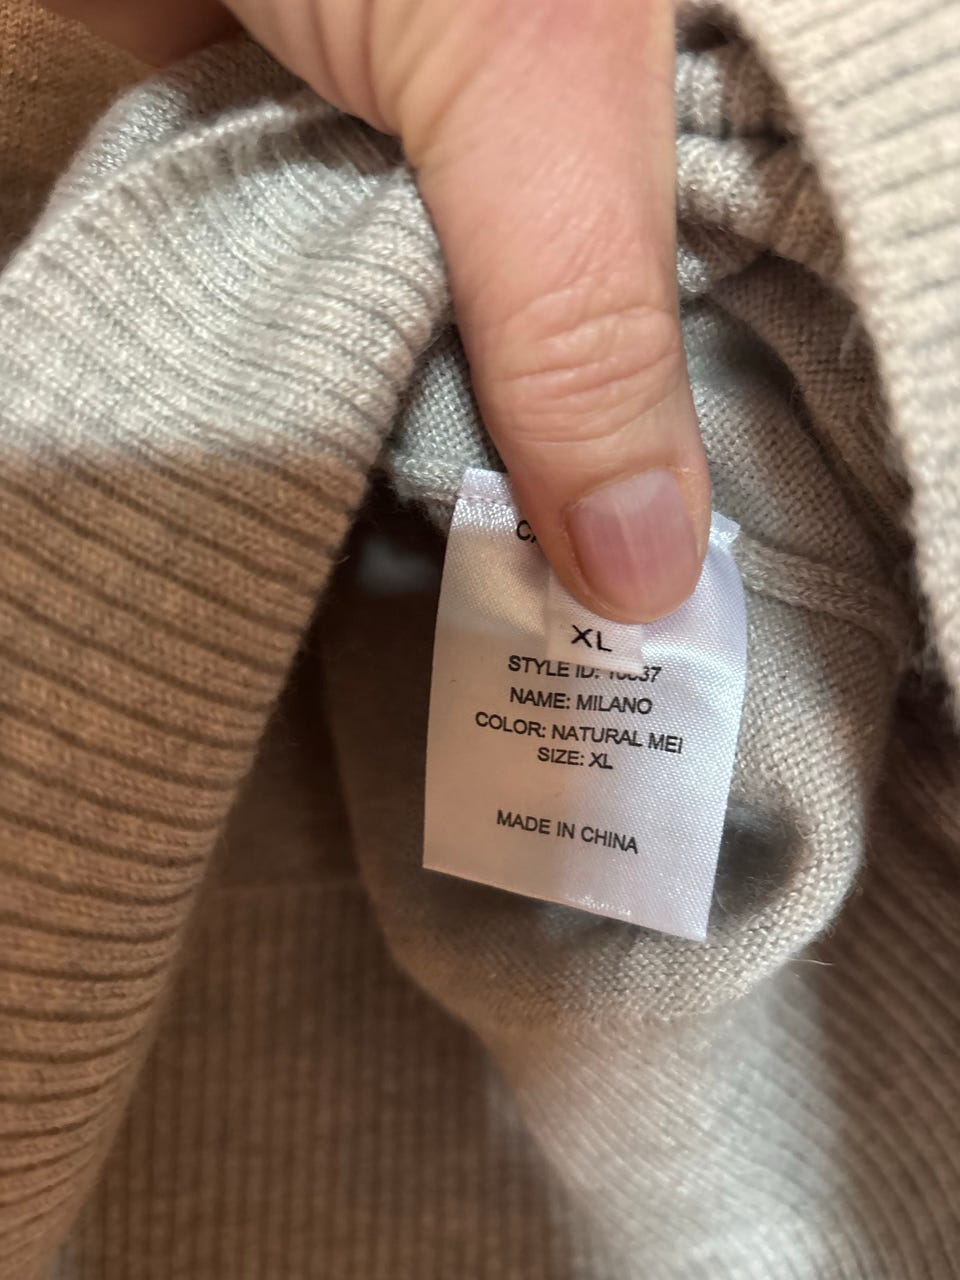 XL
STYLE ID:
NAME: MILANO
COLOR: NATURAL MEI
SIZE: XL
MADE IN CHINA